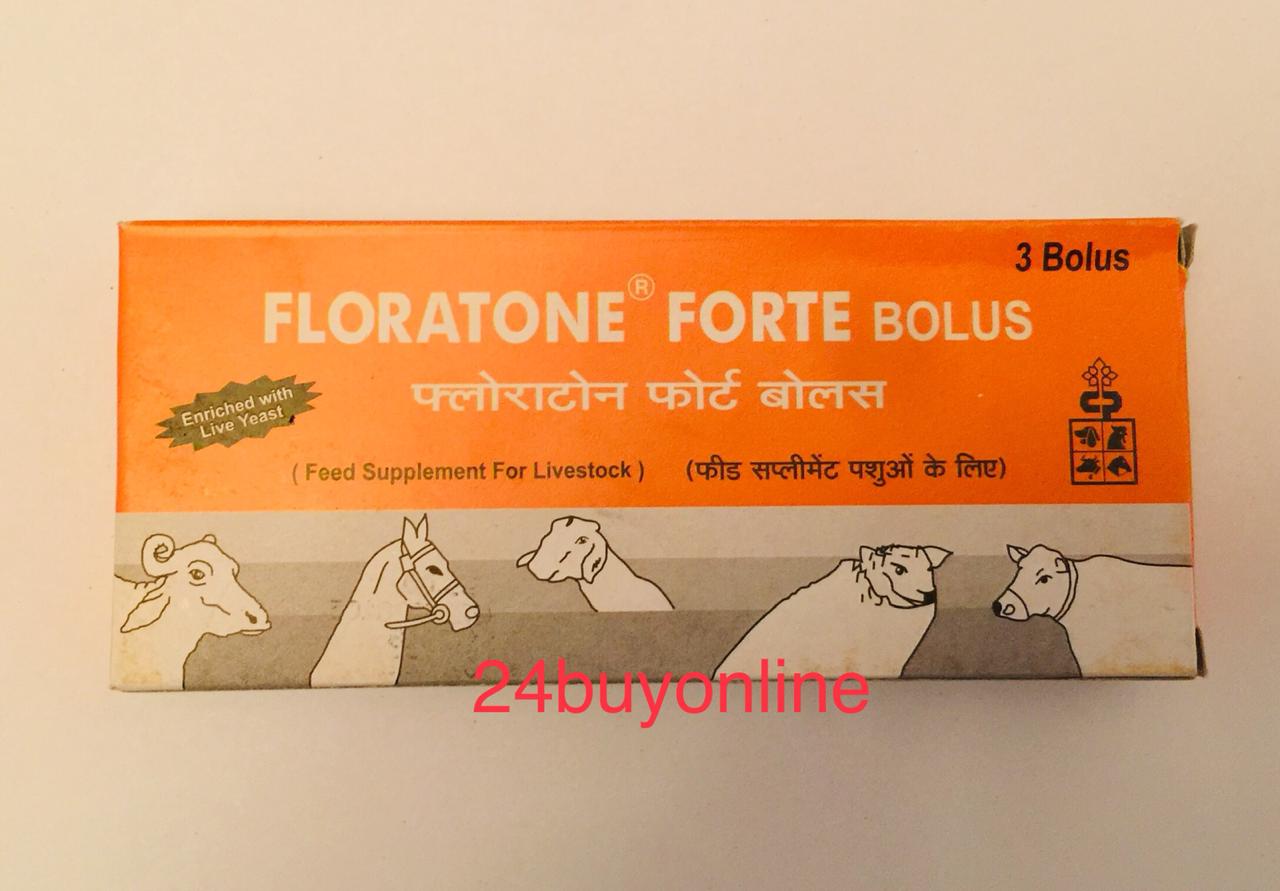 3 Bolus
FLORATONE® FORTE BOLUS
फ्लोराटोन फोर्ट बोलस
Enriched with
Live Yeast
( Feed Supplement For Livestock ) (फीड सप्लीमेंट पशुओं के लिए)
24buyonline